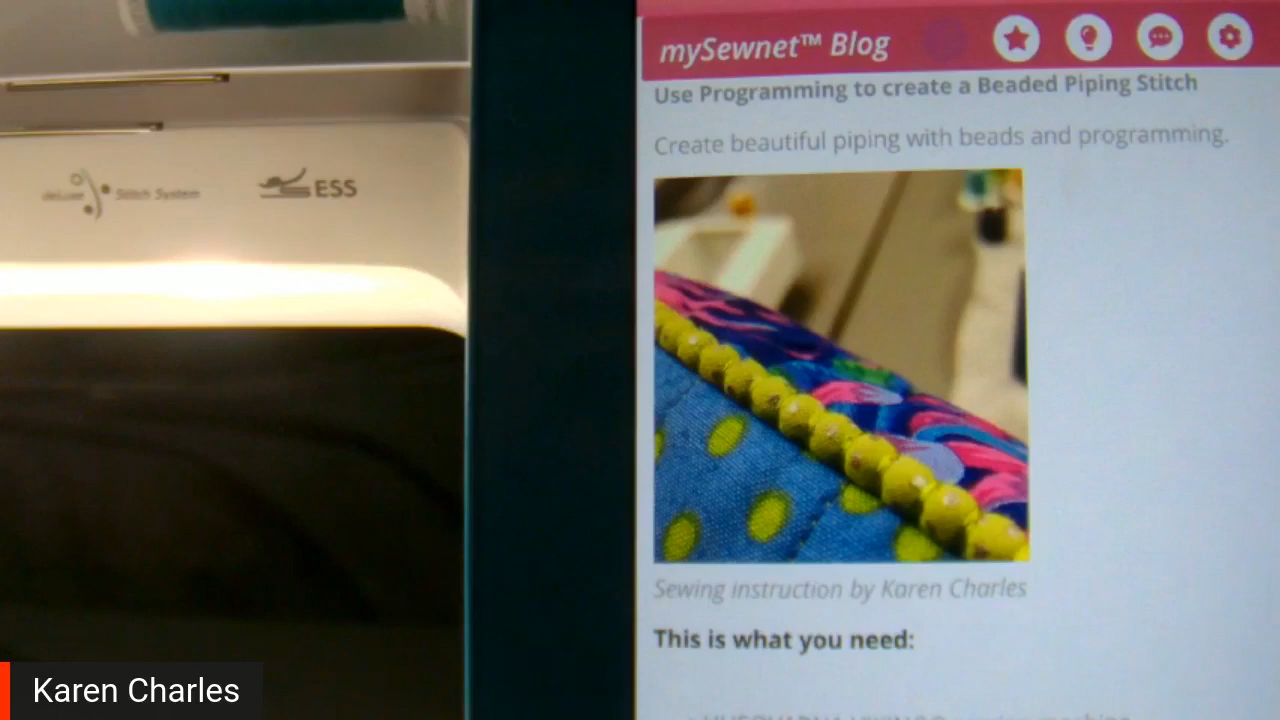 mySewnet™ Blog
Use Programming to create a Beaded Piping Stitch
Create beautiful piping with beads and programming.
deLuxe Stitch System
ESS
Sewing instruction by Karen Charles
This is what you need:
Karen Charles